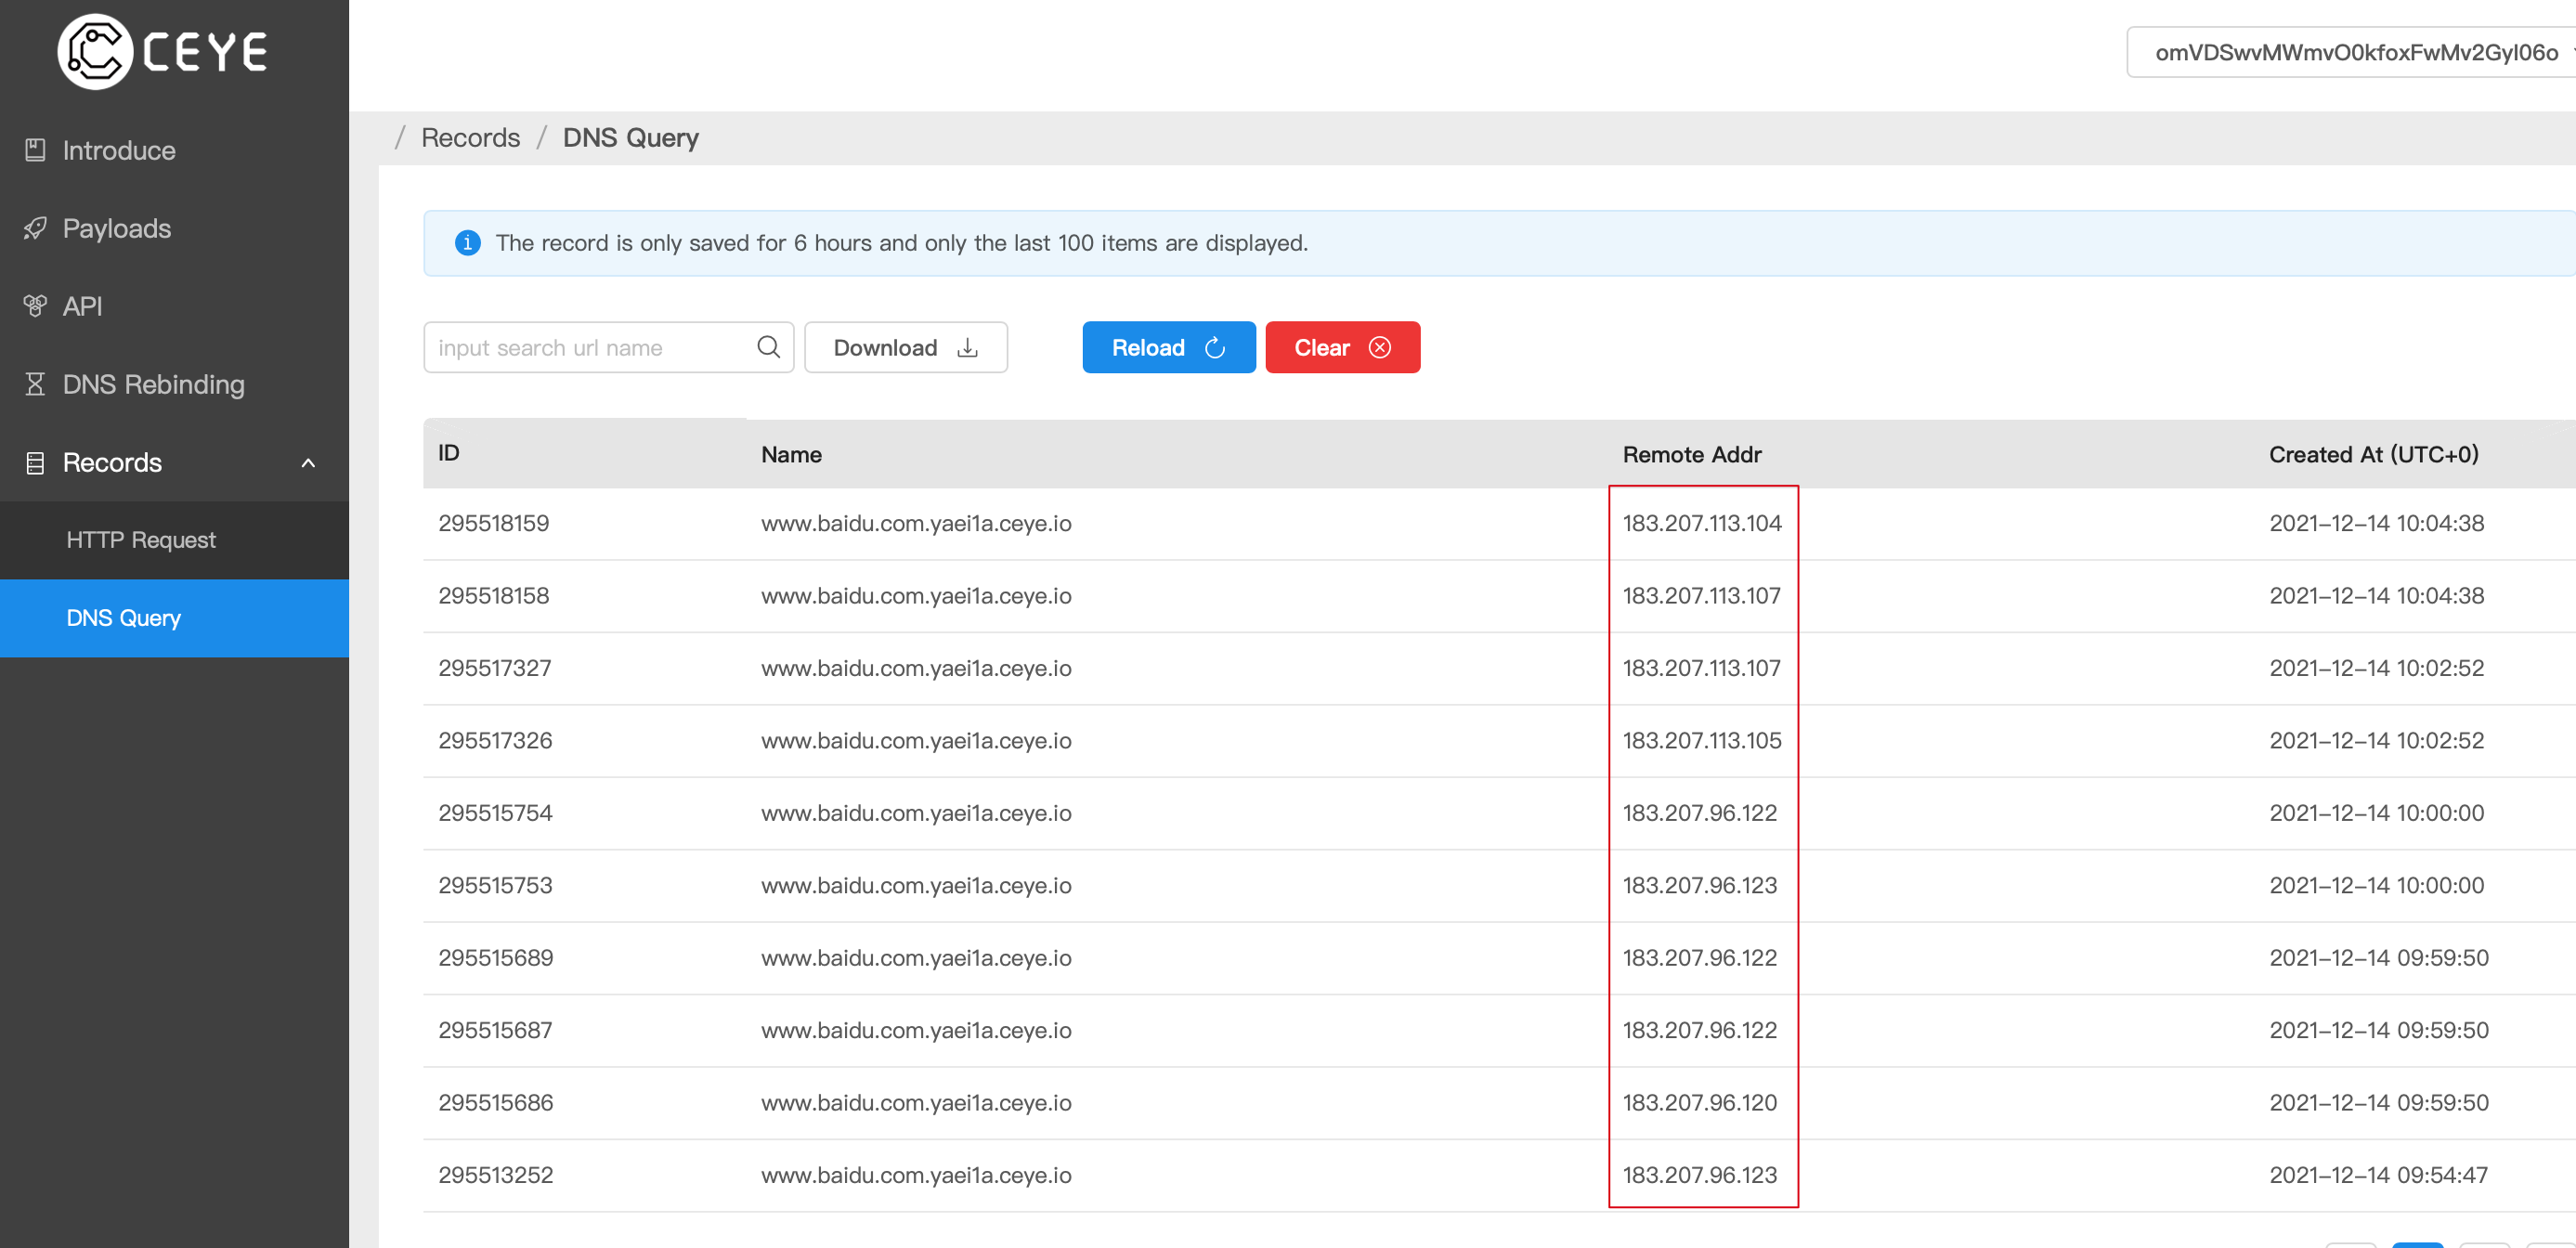 CEYE
omVDSwvMWmvO0kfoxFwMv2Gyl06o
Introduce
Payloads
API
DNS Rebinding
Records
HTTP Request
DNS Query
/ Records / DNS Query
The record is only saved for 6 hours and only the last 100 items are displayed.
input search url name Download Reload Clear
ID Name Remote Addr Created At (UTC+0)
295518159 www.baidu.com.yaei1a.ceye.io 183.207.113.104 2021-12-14 10:04:38
295518158 www.baidu.com.yaei1a.ceye.io 183.207.113.107 2021-12-14 10:04:38
295517327 www.baidu.com.yaei1a.ceye.io 183.207.113.107 2021-12-14 10:02:52
295517326 www.baidu.com.yaei1a.ceye.io 183.207.113.105 2021-12-14 10:02:52
295515754 www.baidu.com.yaei1a.ceye.io 183.207.96.122 2021-12-14 10:00:00
295515753 www.baidu.com.yaei1a.ceye.io 183.207.96.123 2021-12-14 10:00:00
295515689 www.baidu.com.yaei1a.ceye.io 183.207.96.122 2021-12-14 09:59:50
295515687 www.baidu.com.yaei1a.ceye.io 183.207.96.122 2021-12-14 09:59:50
295515686 www.baidu.com.yaei1a.ceye.io 183.207.96.120 2021-12-14 09:59:50
295513252 www.baidu.com.yaei1a.ceye.io 183.207.96.123 2021-12-14 09:54:47